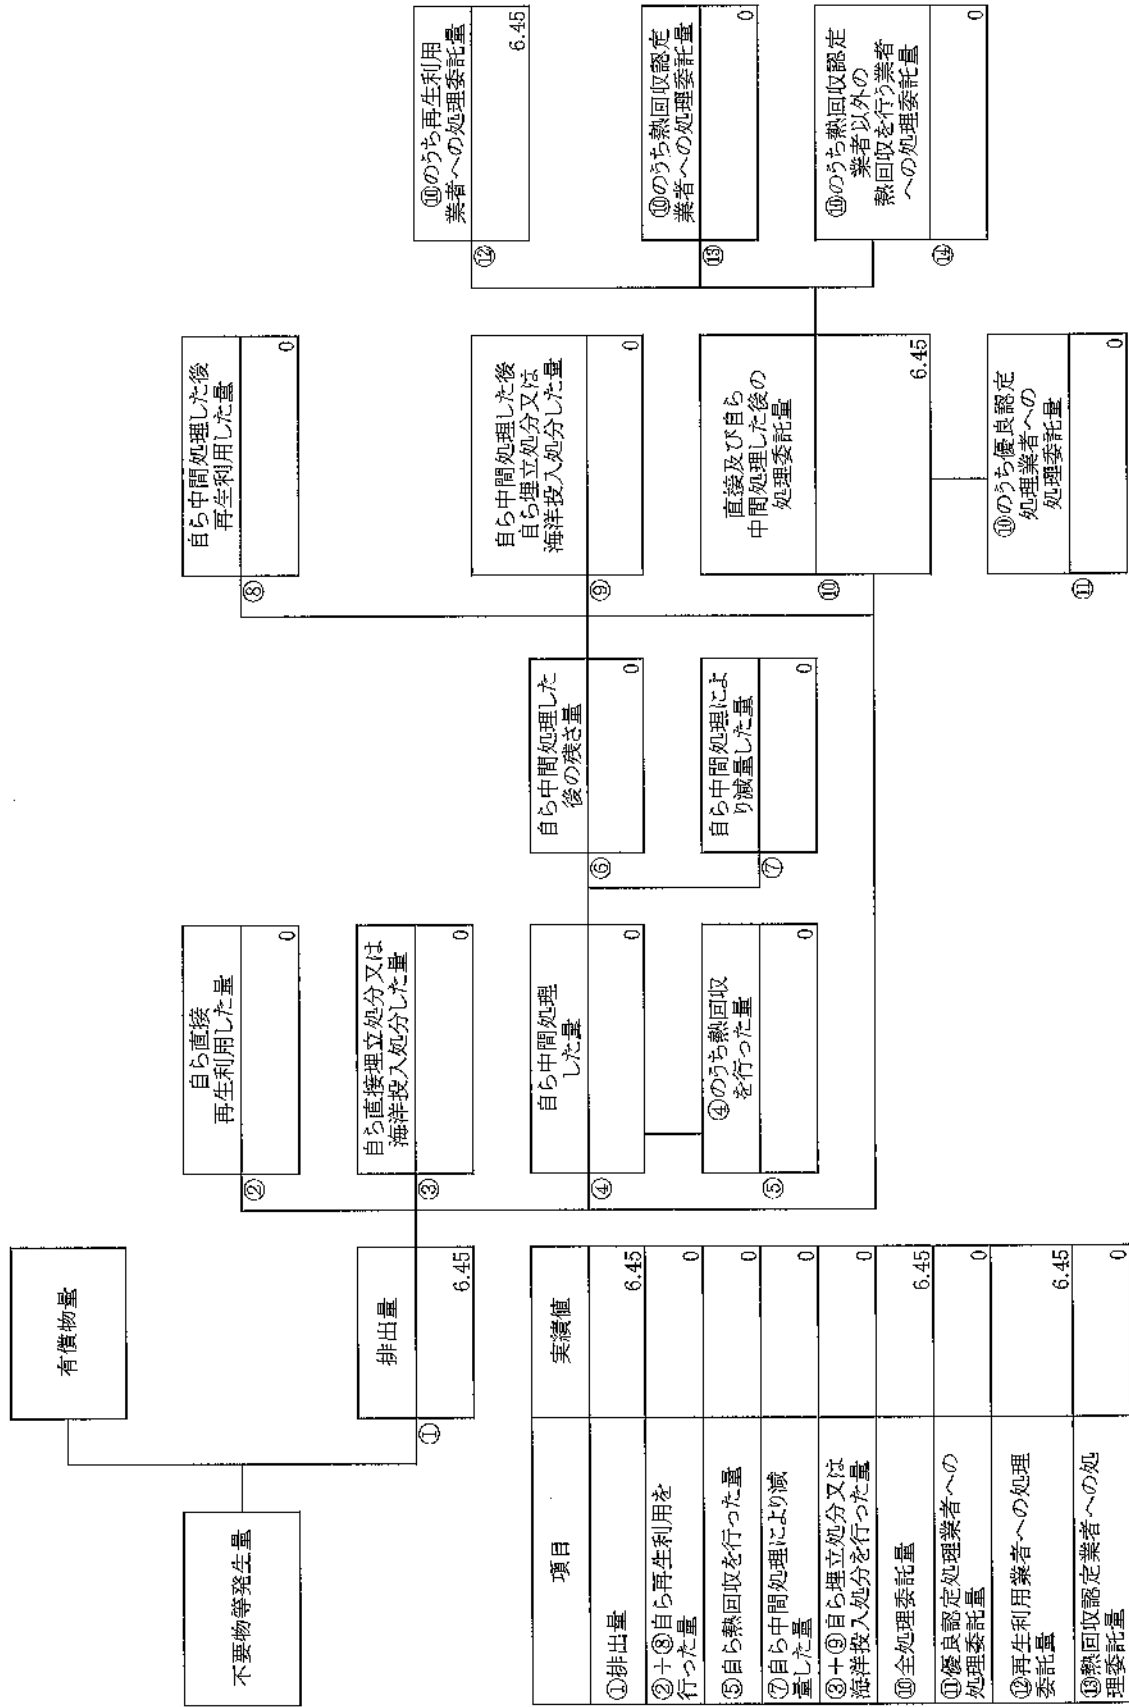 不要物等発生量
有償物量
①
排出量
6.45
②
自ら直接
再生利用した量
0
③
自ら直接埋立処分又は
海洋投入処分した量
0
④
自ら中間処理
した量
0
⑤
④のうち熱回収
を行った量
0
⑥
自ら中間処理した
後の残さ量
0
⑦
自ら中間処理によ
り減量した量
0
⑧
自ら中間処理した後
再生利用した量
0
⑨
自ら中間処理した後
自ら埋立処分又は
海洋投入処分した量
0
⑩
直接及び自ら
中間処理した後の
処理委託量
6.45
⑪
⑩のうち優良認定
処理業者への
処理委託量
0
⑫
⑩のうち再生利用
業者への処理委託量
6.45
⑬
⑩のうち熱回収認定
業者への処理委託量
0
⑭
⑩のうち熱回収認定
業者以外の
熱回収を行う業者
への処理委託量
0
項目 実績値
①排出量 6.45
②+⑧自ら再生利用を
行った量 0
⑤自ら熱回収を行った量 0
⑦自ら中間処理により減
量した量 0
③+⑨自ら埋立処分又は
海洋投入処分を行った量 0
⑩全処理委託量 6.45
⑪優良認定処理業者への
処理委託量 0
⑫再生利用業者への処理
委託量 6.45
⑬熱回収認定業者への処
理委託量 0